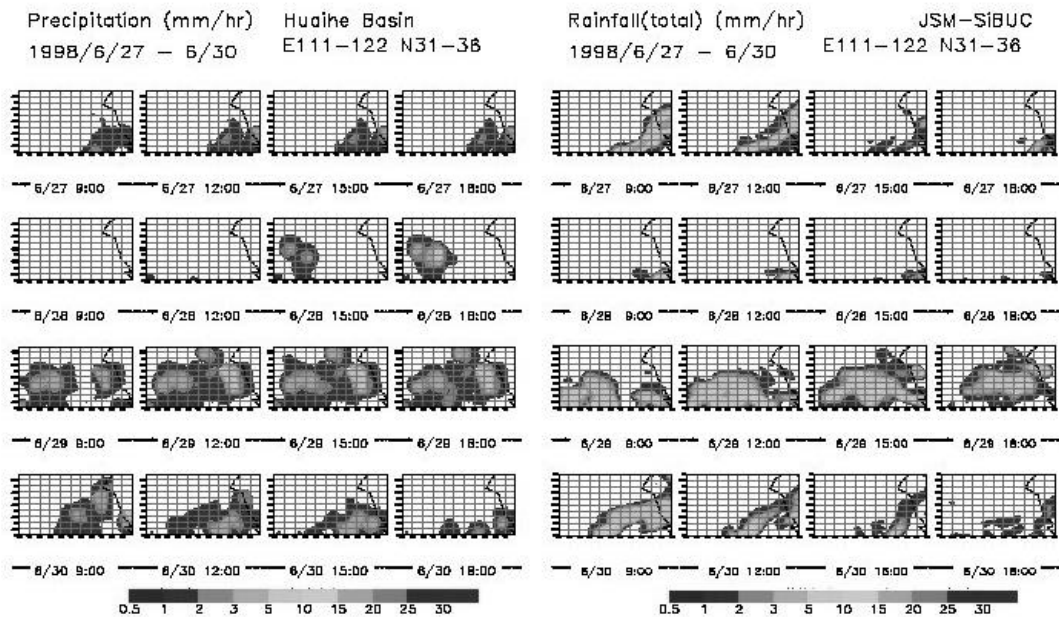 Precipitation (mm/hr) Huaihe Basin
1998/6/27 - 6/30 E111-122 N31-36
6/27 9:00 6/27 12:00 6/27 15:00 6/27 18:00
6/28 9:00 6/28 12:00 6/28 15:00 6/28 18:00
6/29 9:00 6/29 12:00 6/29 15:00 6/29 18:00
6/30 9:00 6/30 12:00 6/30 15:00 6/30 18:00
0.5 1 2 3 5 10 15 20 25 30
Rainfall(total) (mm/hr) JSM-SiBUC
1998/6/27 - 6/30 E111-122 N31-36
6/27 9:00 6/27 12:00 6/27 15:00 6/27 18:00
6/28 9:00 6/28 12:00 6/28 15:00 6/28 18:00
6/29 9:00 6/29 12:00 6/29 15:00 6/29 18:00
6/30 9:00 6/30 12:00 6/30 15:00 6/30 18:00
0.5 1 2 3 5 10 15 20 25 30